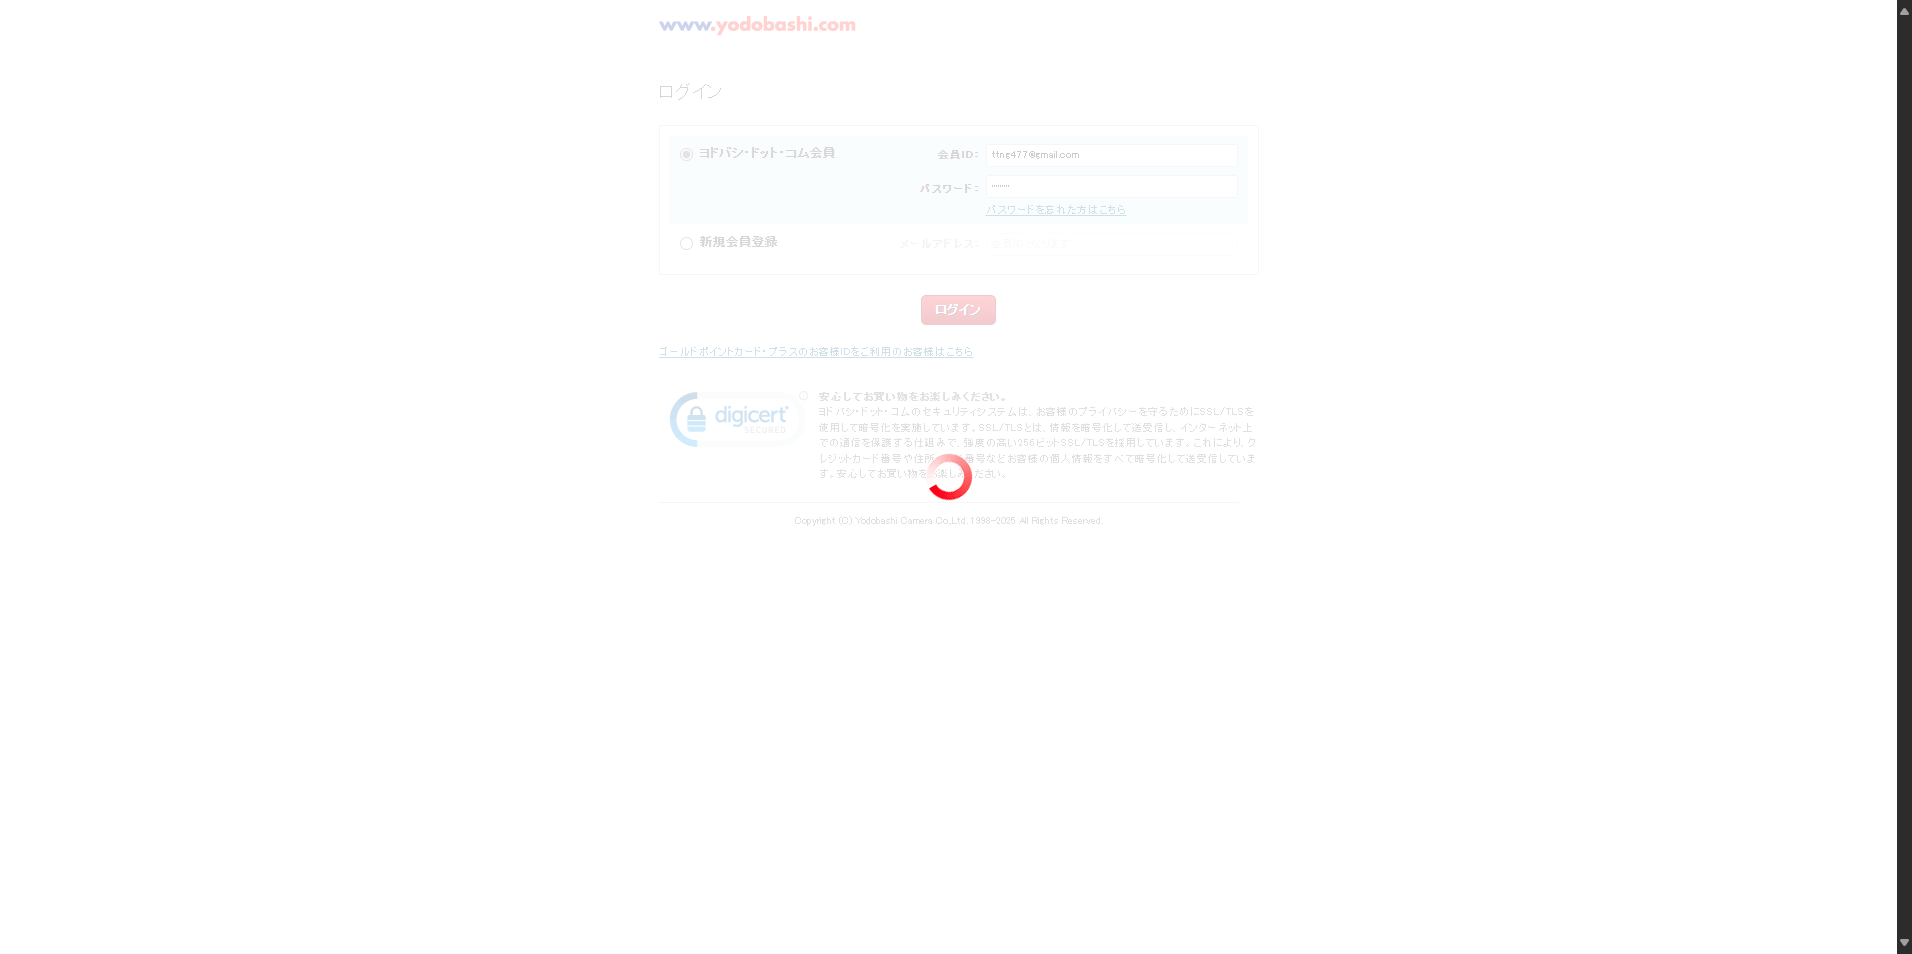 www.yodobashi.com
ログイン
ヨドバシ・ドット・コム会員
会員ID:
ttng477@gmail.com
パスワード:
パスワードを忘れた方はこちら
新規会員登録
メールアドレス:
会員IDになります
ログイン
ゴールドポイントカード・プラスのお客様IDをご利用のお客様はこちら
digicert
SECURED
安心してお買い物をお楽しみください。
ヨドバシ・ドット・コムのセキュリティシステムは、お客様のプライバシーを守るためにSSL/TLSを
使用して暗号化を実施しています。SSL/TLSとは、情報を暗号化して送受信し、インターネット上
での通信を保護する仕組みで、強度の高い256ビットSSL/TLSを採用しています。これにより、ク
レジットカード番号や住所 番号などお客様の個人情報をすべて暗号化して送受信していま
す。安心してお買い物を 楽しみください。
Copyright (C) Yodobashi Camera Co.,Ltd. 1998-2025 All Rights Reserved.